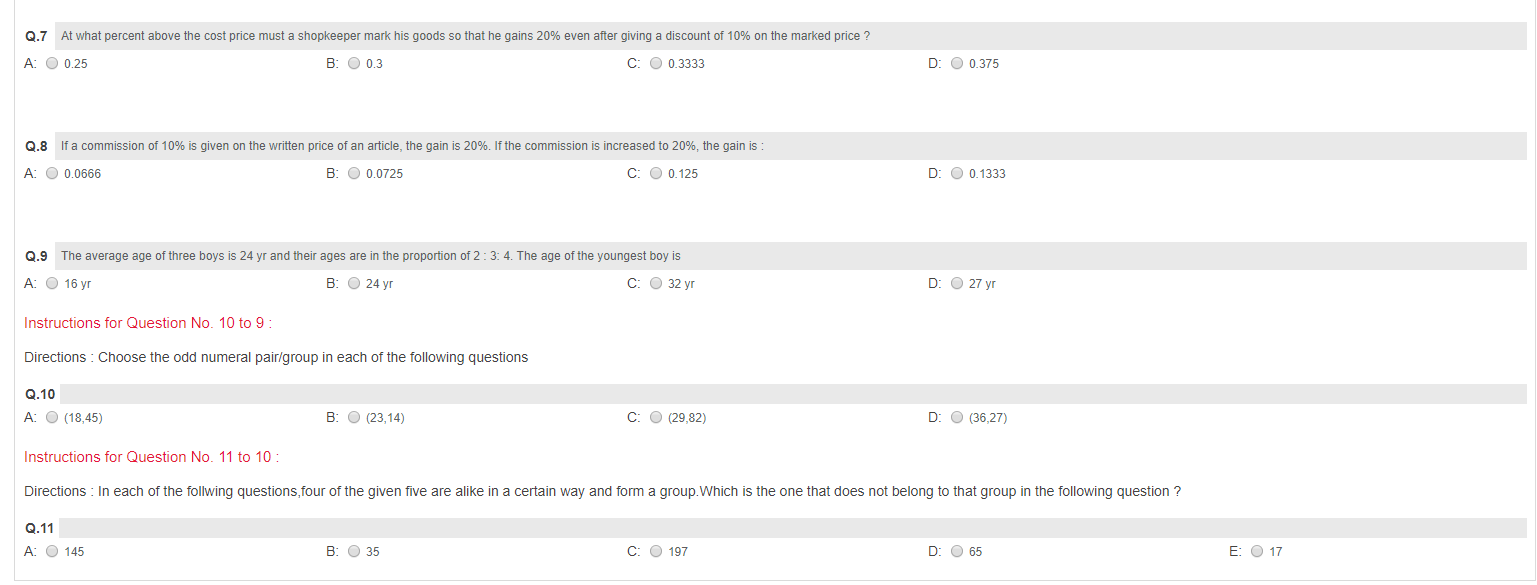 Q.7 At what percent above the cost price must a shopkeeper mark his goods so that he gains 20% even after giving a discount of 10% on the marked price ?
A: 0.25 B: 0.3 C: 0.3333 D: 0.375
Q.8 If a commission of 10% is given on the written price of an article, the gain is 20%. If the commission is increased to 20%, the gain is :
A: 0.0666 B: 0.0725 C: 0.125 D: 0.1333
Q.9 The average age of three boys is 24 yr and their ages are in the proportion of 2 : 3: 4. The age of the youngest boy is
A: 16 yr B: 24 yr C: 32 yr D: 27 yr
Instructions for Question No. 10 to 9 :
Directions : Choose the odd numeral pair/group in each of the following questions
Q.10
A: (18,45) B: (23,14) C: (29,82) D: (36,27)
Instructions for Question No. 11 to 10 :
Directions : In each of the follwing questions,four of the given five are alike in a certain way and form a group.Which is the one that does not belong to that group in the following question ?
Q.11
A: 145 B: 35 C: 197 D: 65 E: 17